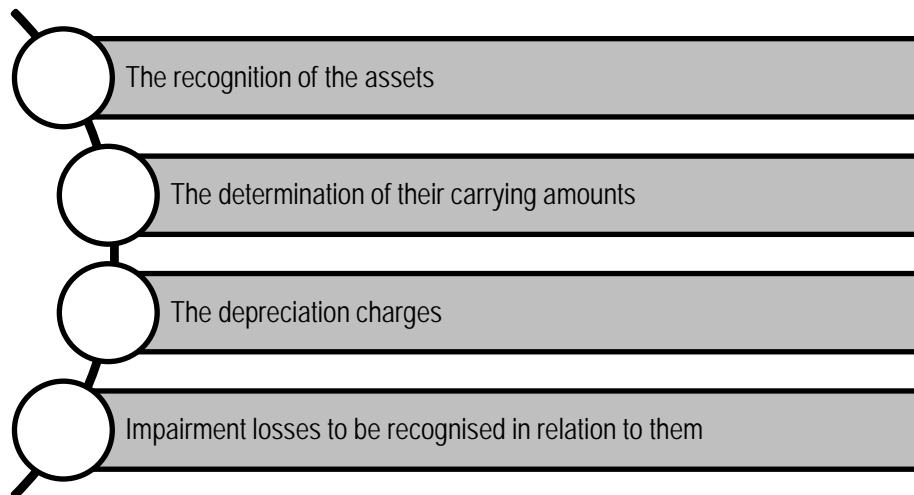 The recognition of the assets
The determination of their carrying amounts
The depreciation charges
Impairment losses to be recognised in relation to them